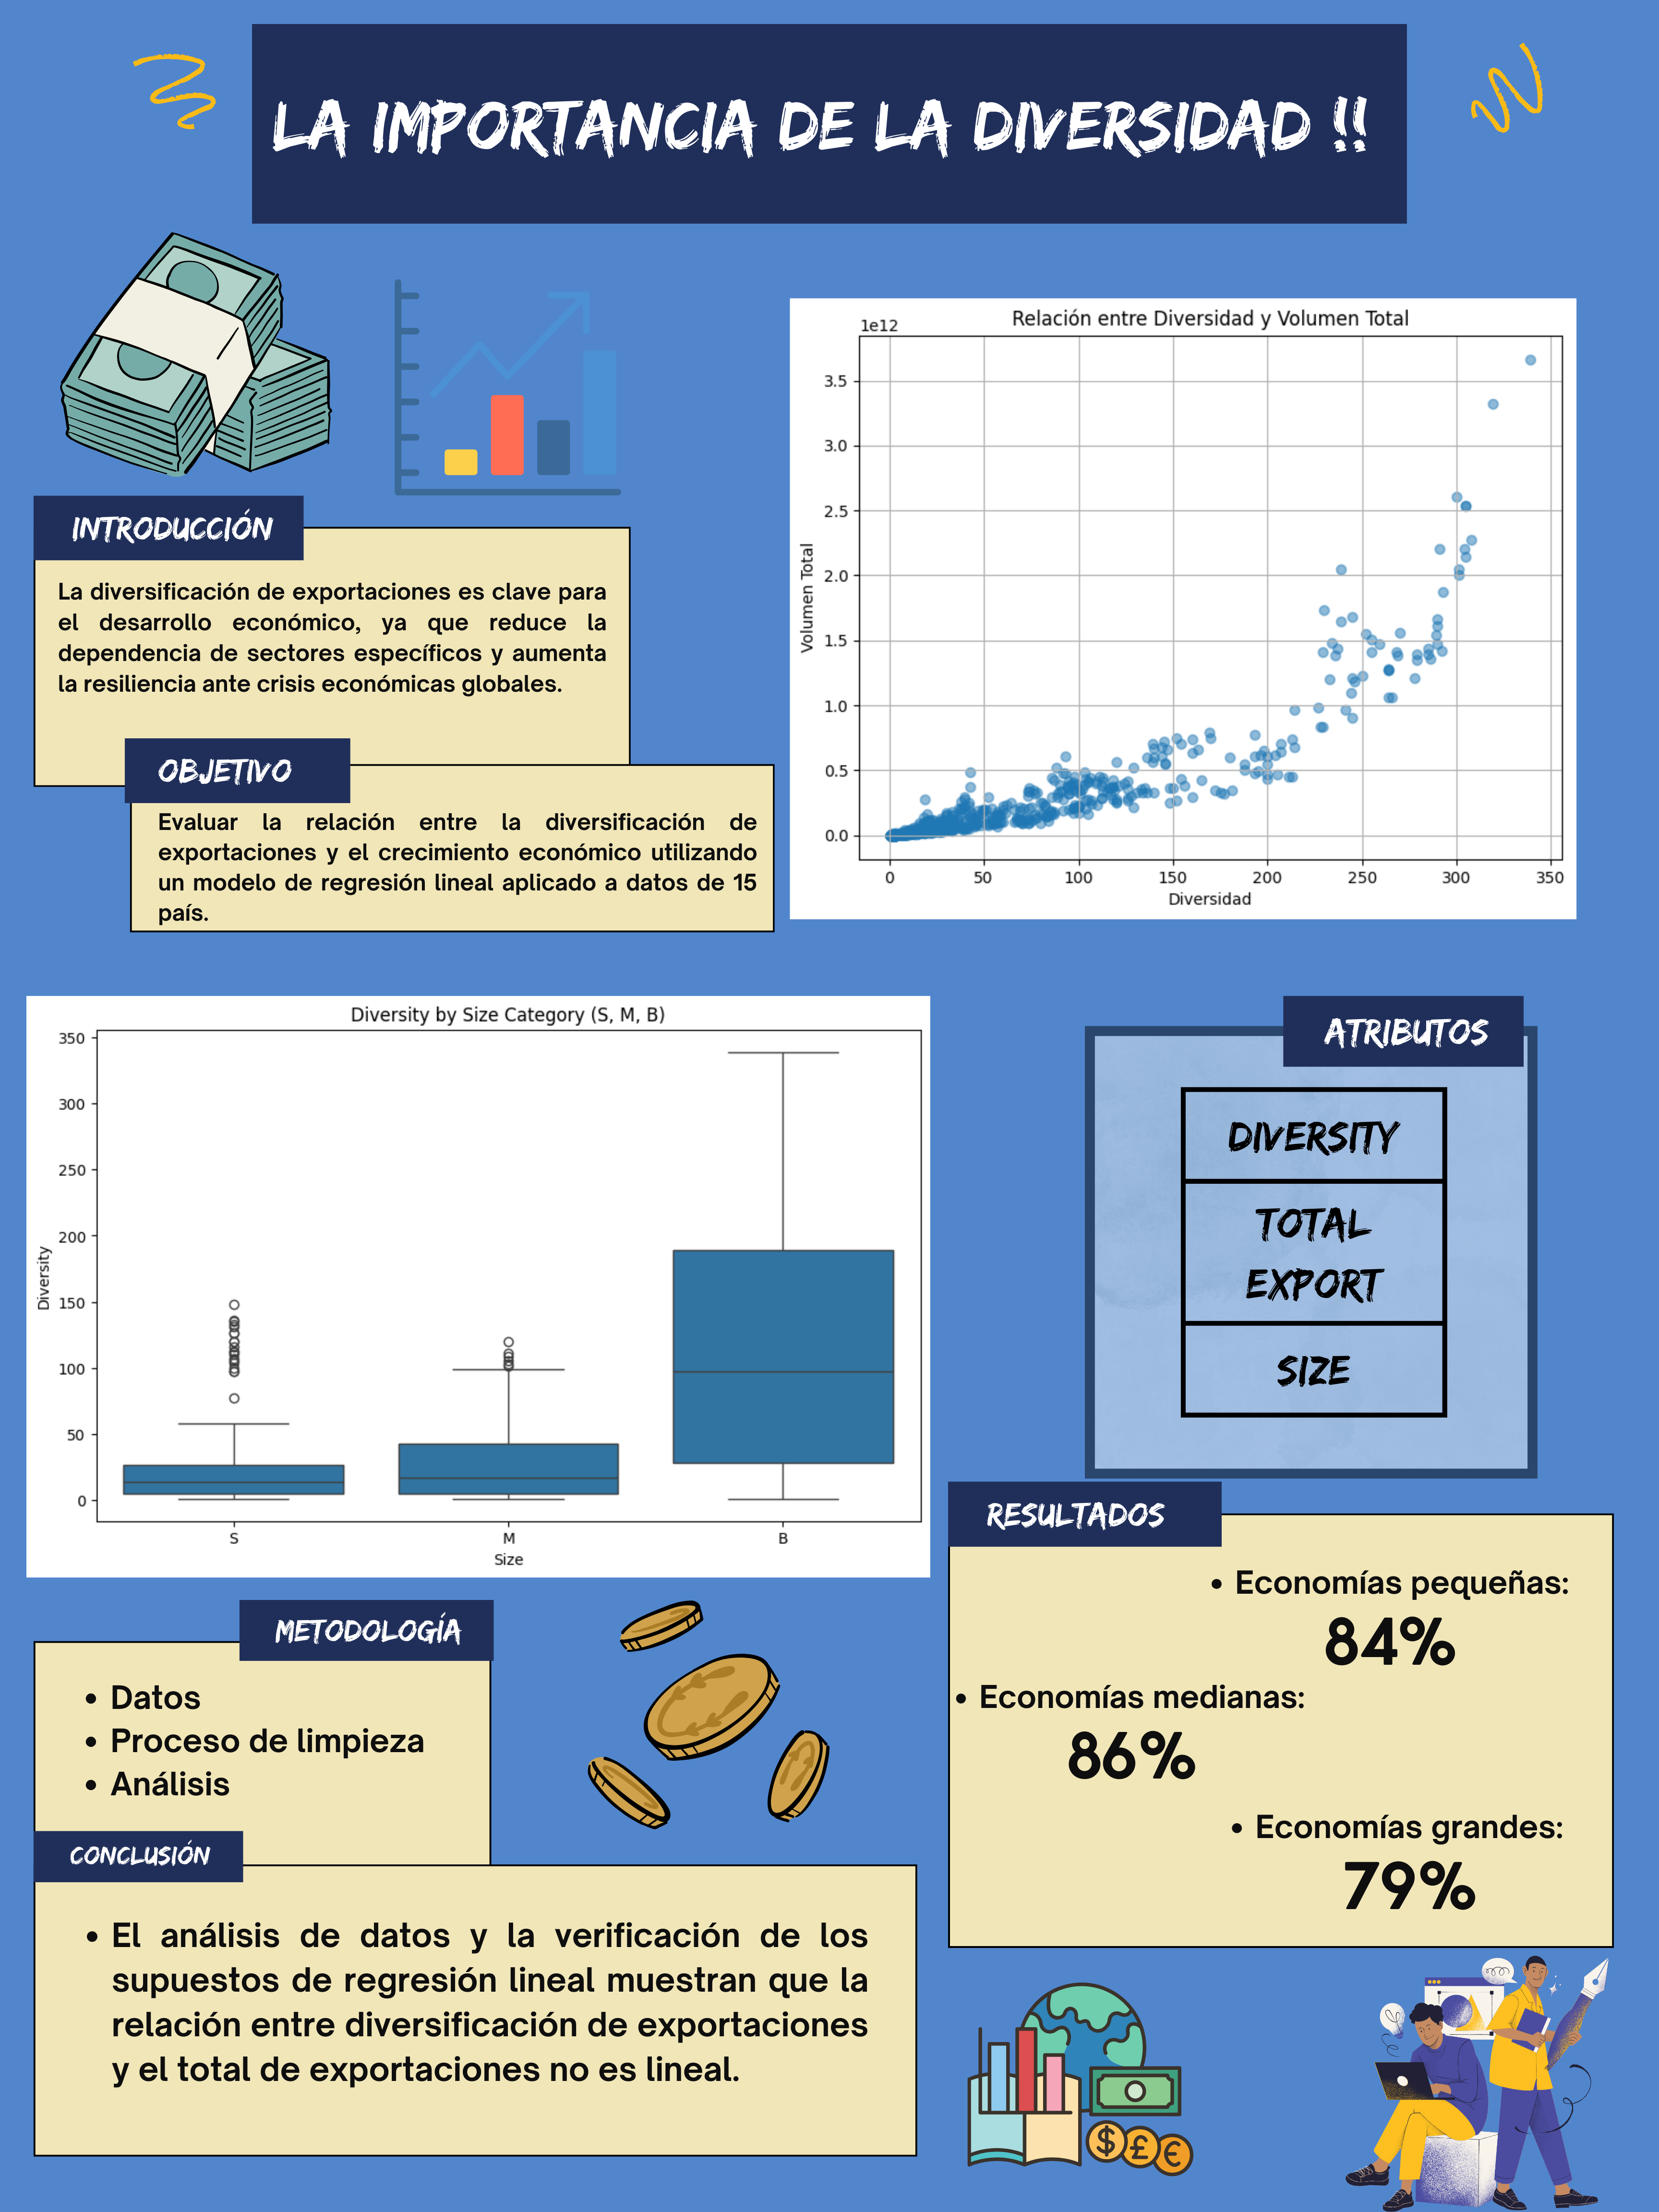 LA IMPORTANCIA DE LA DIVERSIDAD !!
INTRODUCCIÓN
La diversificación de exportaciones es clave para
el desarrollo económico, ya que reduce la
dependencia de sectores específicos y aumenta
la resiliencia ante crisis económicas globales.
OBJETIVO
Evaluar la relación entre la diversificación de
exportaciones y el crecimiento económico utilizando
un modelo de regresión lineal aplicado a datos de 15
país.
Relación entre Diversidad y Volumen Total
1e12
3.5
3.0
2.5
2.0
1.5
1.0
0.5
0.0
Volumen Total
0 50 100 150 200 250 300 350
Diversidad
Diversity by Size Category (S, M, B)
350
300
250
200
150
100
50
0
Diversity
S M B
Size
ATRIBUTOS
DIVERSITY
TOTAL
EXPORT
SIZE
RESULTADOS
• Economías pequeñas:
84%
• Economías medianas:
86%
• Economías grandes:
79%
METODOLOGÍA
• Datos
• Proceso de limpieza
• Análisis
CONCLUSIÓN
• El análisis de datos y la verificación de los
supuestos de regresión lineal muestran que la
relación entre diversificación de exportaciones
y el total de exportaciones no es lineal.
$ £ €